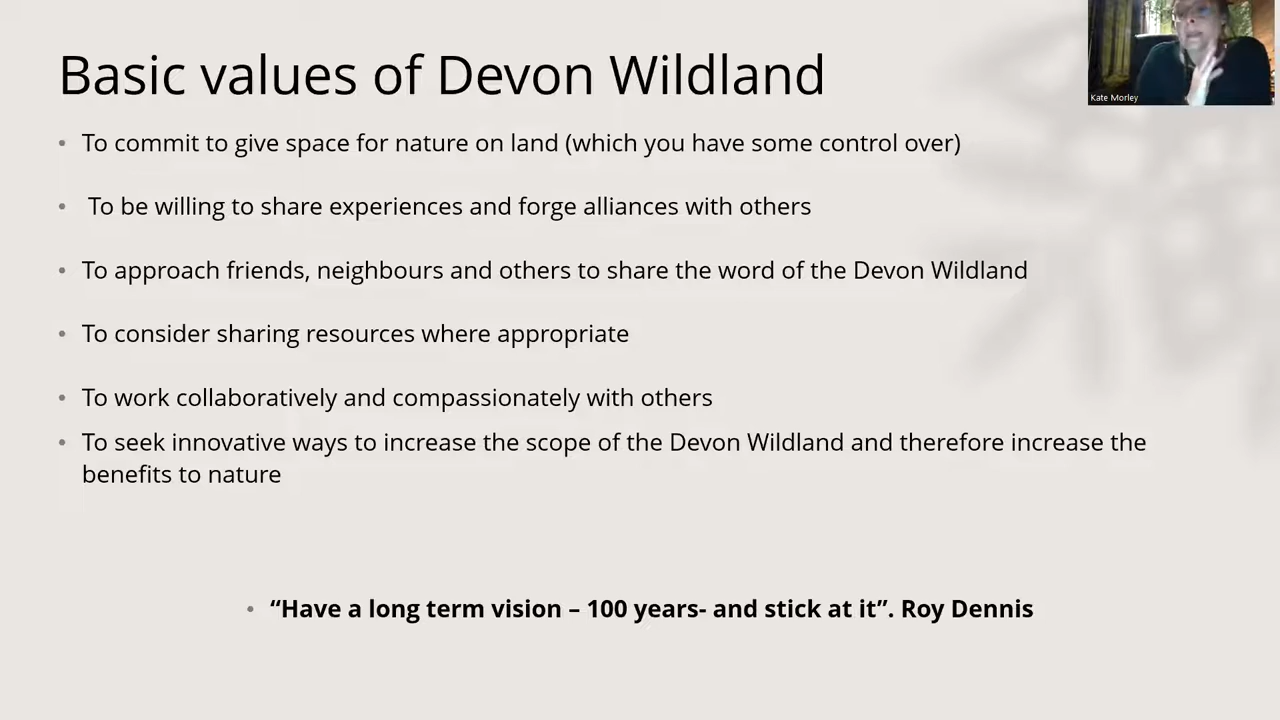 Basic values of Devon Wildland
Kate Morley
• To commit to give space for nature on land (which you have some control over)
• To be willing to share experiences and forge alliances with others
• To approach friends, neighbours and others to share the word of the Devon Wildland
• To consider sharing resources where appropriate
• To work collaboratively and compassionately with others
• To seek innovative ways to increase the scope of the Devon Wildland and therefore increase the
benefits to nature
• “Have a long term vision – 100 years- and stick at it”. Roy Dennis